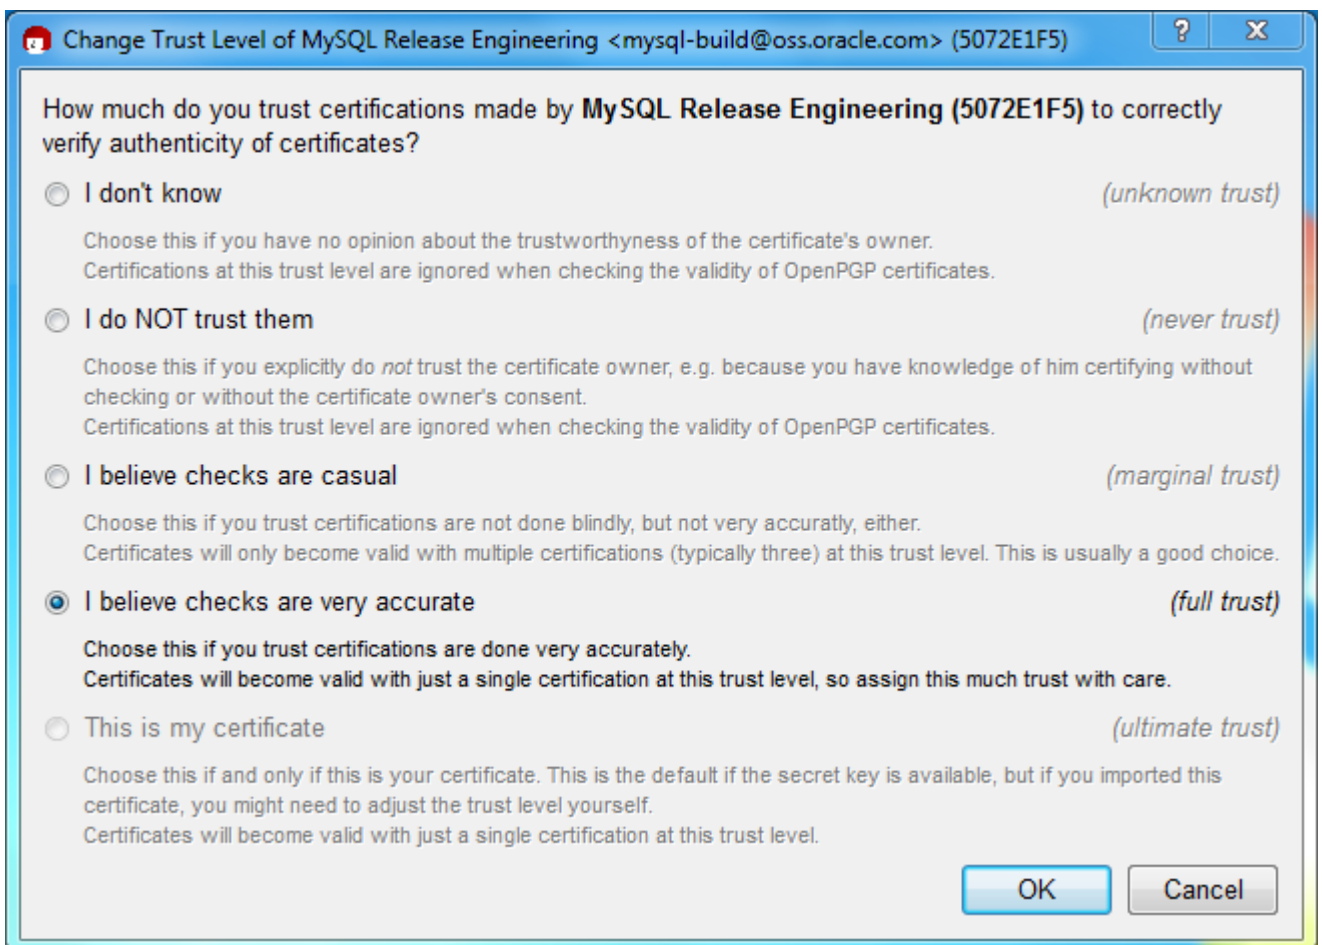 Change Trust Level of MySQL Release Engineering <mysql-build@oss.oracle.com> (5072E1F5)
How much do you trust certifications made by MySQL Release Engineering (5072E1F5) to correctly
verify authenticity of certificates?
I don't know (unknown trust)
Choose this if you have no opinion about the trustworthyness of the certificate's owner.
Certifications at this trust level are ignored when checking the validity of OpenPGP certificates.
I do NOT trust them (never trust)
Choose this if you explicitly do not trust the certificate owner, e.g. because you have knowledge of him certifying without
checking or without the certificate owner's consent.
Certifications at this trust level are ignored when checking the validity of OpenPGP certificates.
I believe checks are casual (marginal trust)
Choose this if you trust certifications are not done blindly, but not very accuratly, either.
Certificates will only become valid with multiple certifications (typically three) at this trust level. This is usually a good choice.
I believe checks are very accurate (full trust)
Choose this if you trust certifications are done very accurately.
Certificates will become valid with just a single certification at this trust level, so assign this much trust with care.
This is my certificate (ultimate trust)
Choose this if and only if this is your certificate. This is the default if the secret key is available, but if you imported this
certificate, you might need to adjust the trust level yourself.
Certificates will become valid with just a single certification at this trust level.
OK Cancel